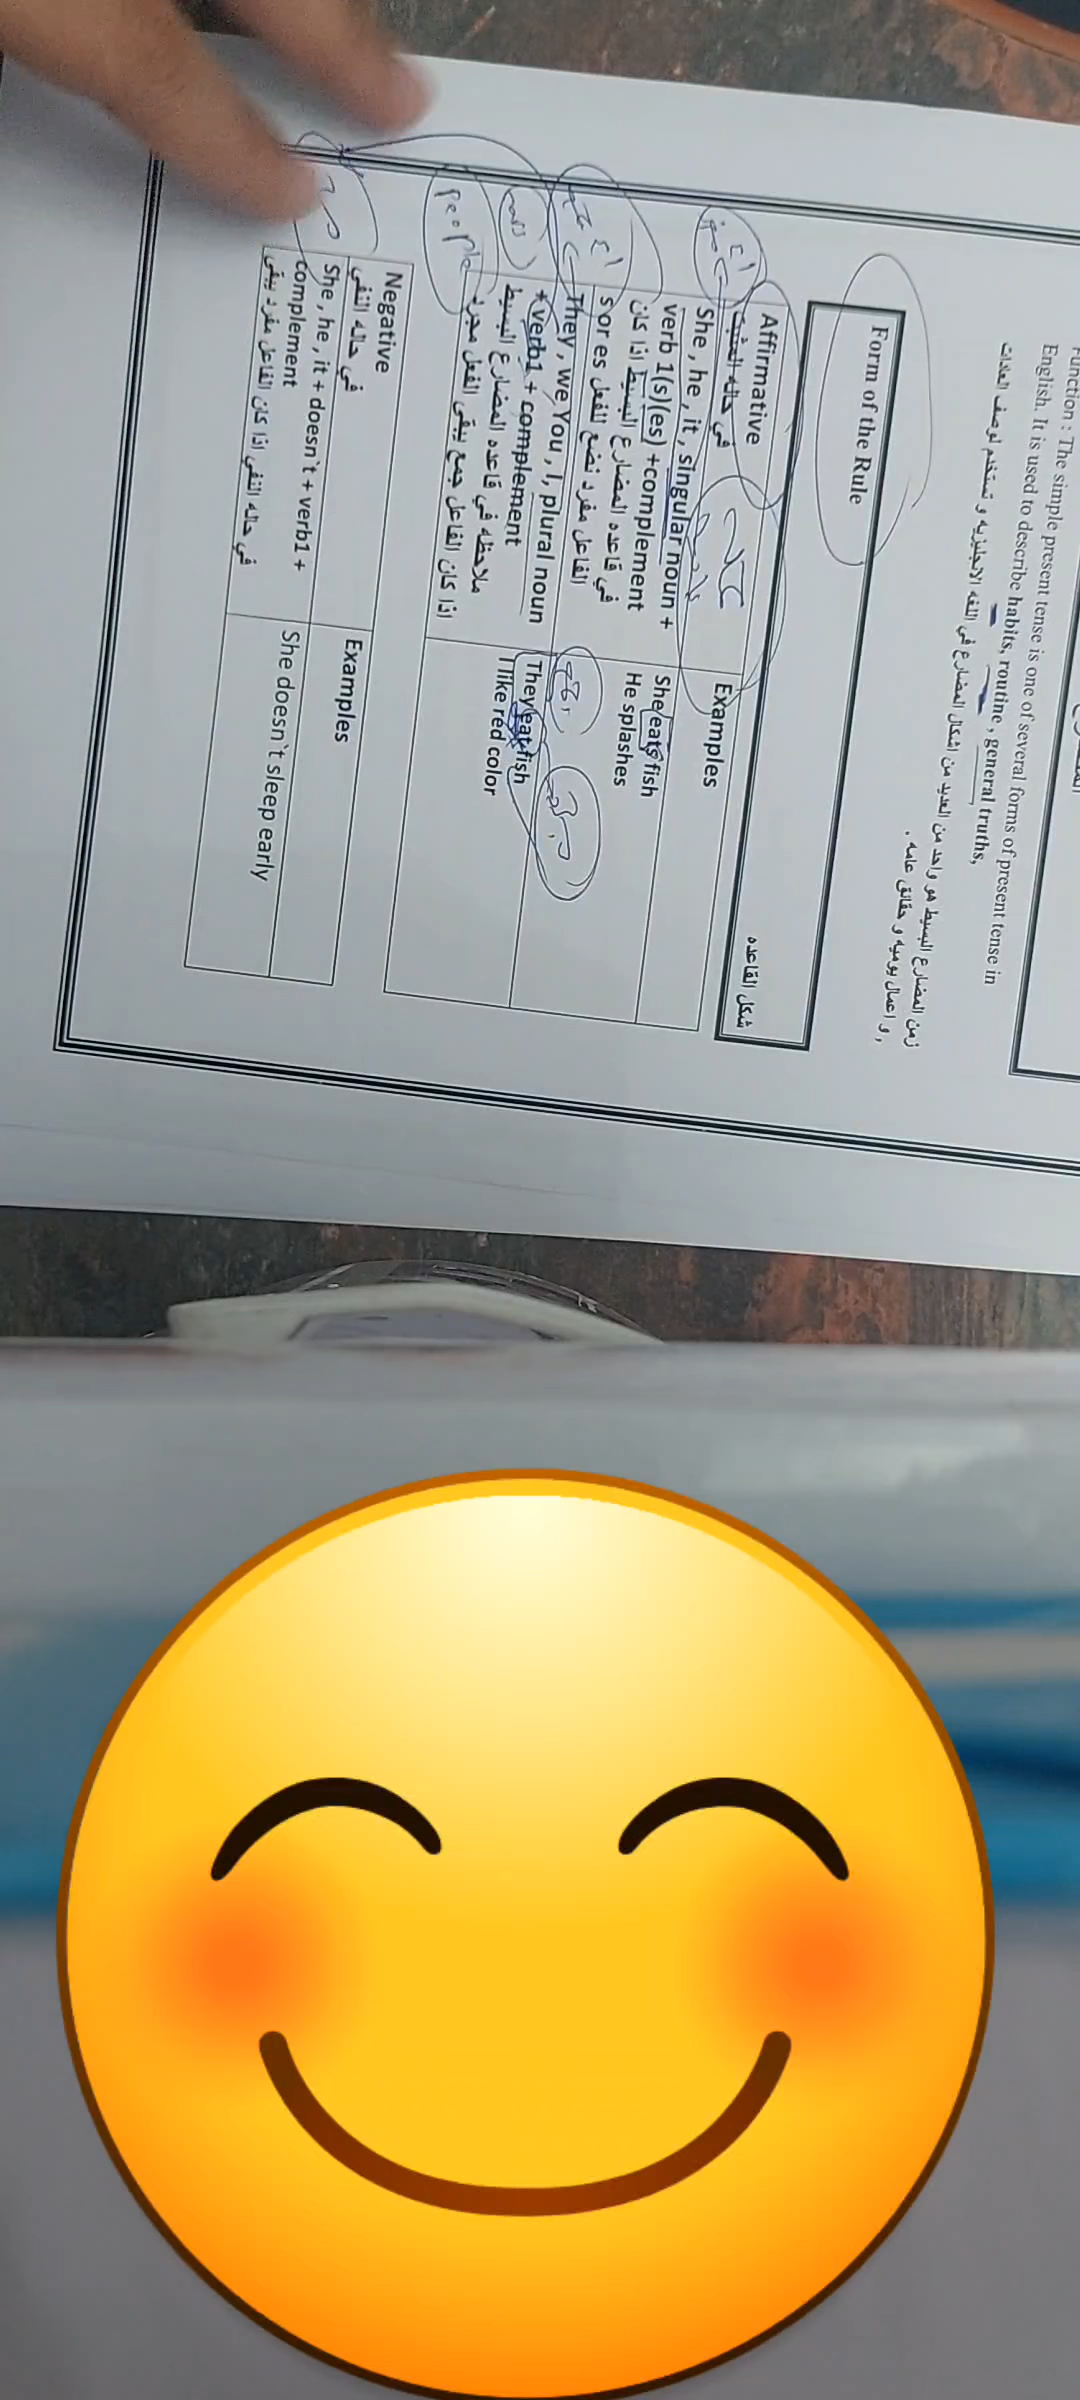 Function : The simple present tense is one of several forms of present tense in
English. It is used to describe habits, routine , general truths,
زمن المضارع البسيط هو واحد من العديد من اشكال المضارع في اللغه الانجليزيه و تستخدم لوصف العادات
, و اعمال يوميه و حقائق عامه .
Form of the Rule
شكل القاعده
Affirmative
في حاله المثبت
Examples
She , he , it , singular noun +
verb 1(s)(es) +complement
في قاعده المضارع البسيط اذا كان
الفاعل مفرد نضع للفعل s or es
She eats fish
He splashes
They , we You , I, plural noun
+ verb1 + complement
ملاحظه في قاعده المضارع البسيط
اذا كان الفاعل جمع يبقى الفعل مجرد
They eat fish
I like red color
people
Negative
في حاله النفي
Examples
She , he , it + doesn`t + verb1 +
complement
في حاله النفي اذا كان الفاعل مفرد يبقى
She doesn`t sleep early